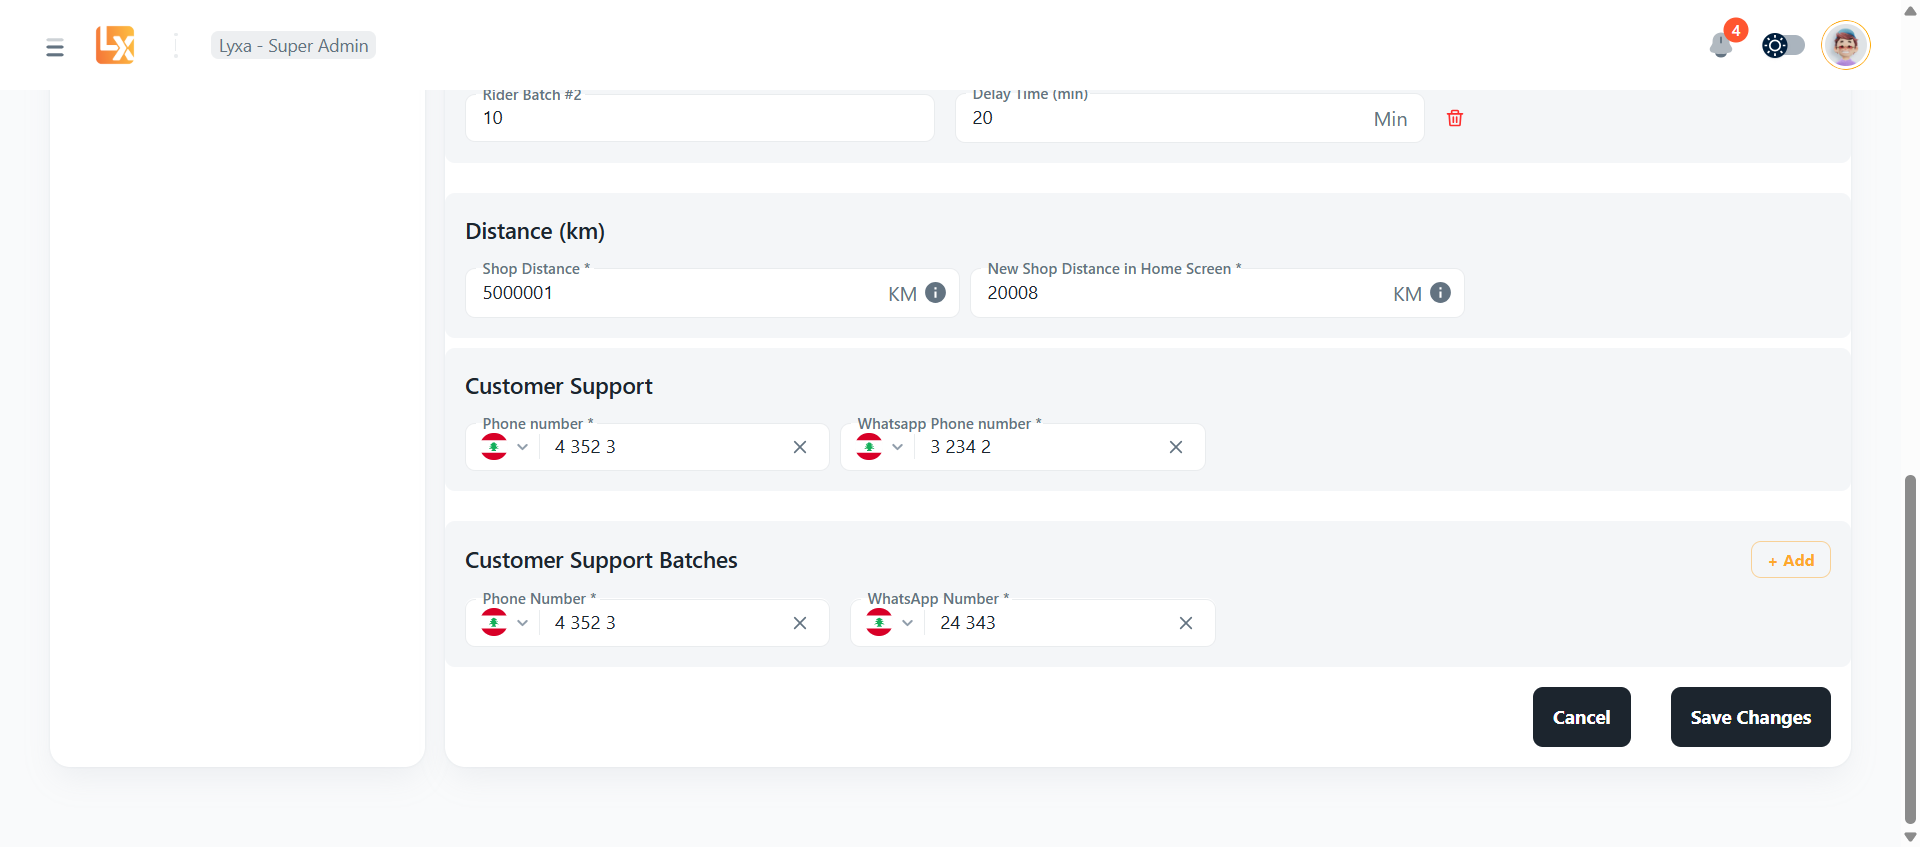 LX
Lyxa - Super Admin
4
Rider Batch #2
10
Delay Time (min)
20
Min
Distance (km)
Shop Distance *
5000001
KM
New Shop Distance in Home Screen *
20008
KM
Customer Support
Phone number *
4 352 3
Whatsapp Phone number *
3 234 2
Customer Support Batches
+ Add
Phone Number *
4 352 3
WhatsApp Number *
24 343
Cancel
Save Changes